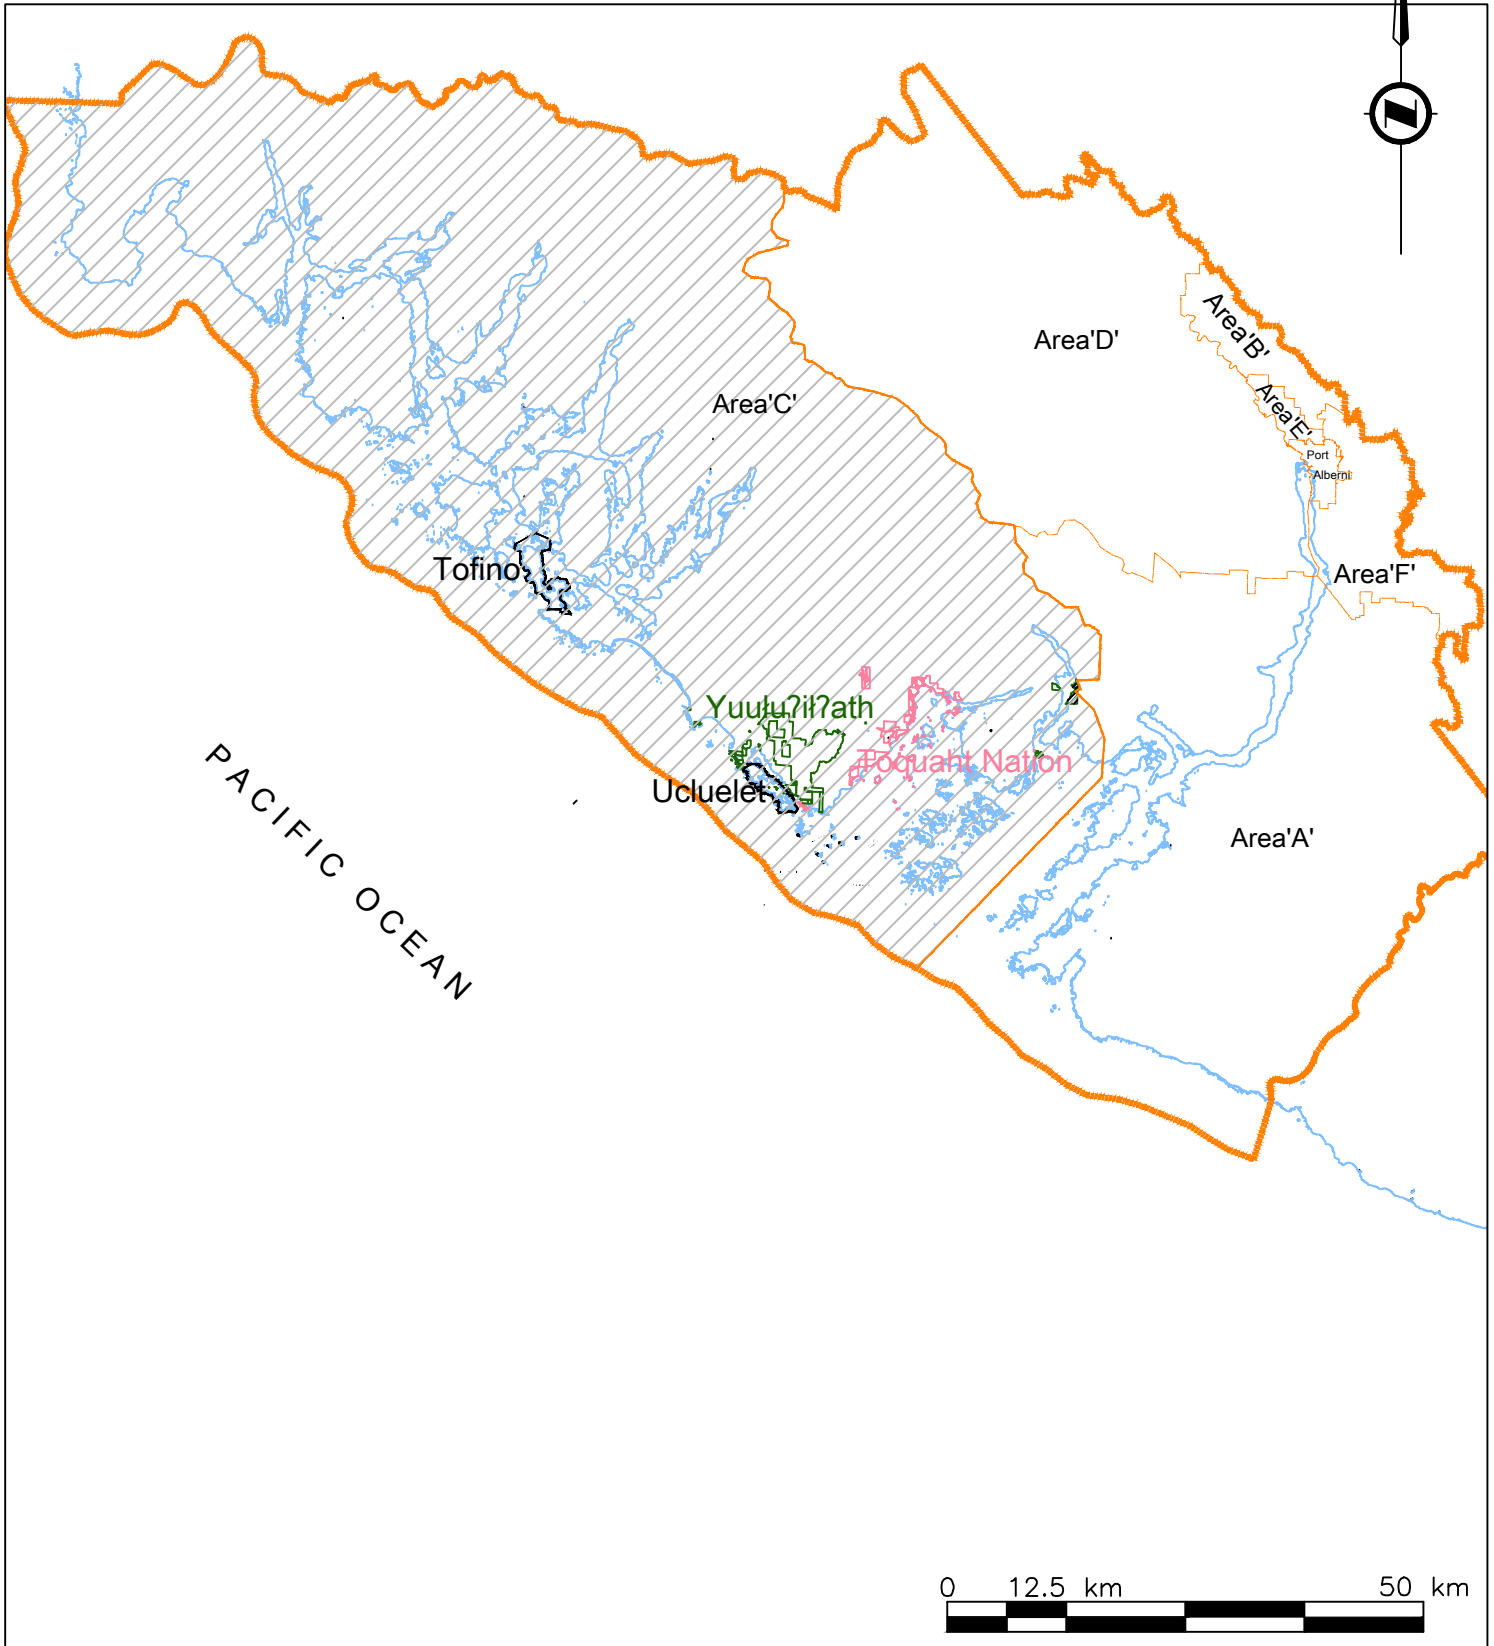 Area'B'
Area'D'
Area'C'
Area'E'
Port
Alberni
Tofino
Area'F'
Yuułuʔiłʔath
Toquaht Nation
Ucluelet
Area'A'
PACIFIC OCEAN
0 12.5 km 50 km